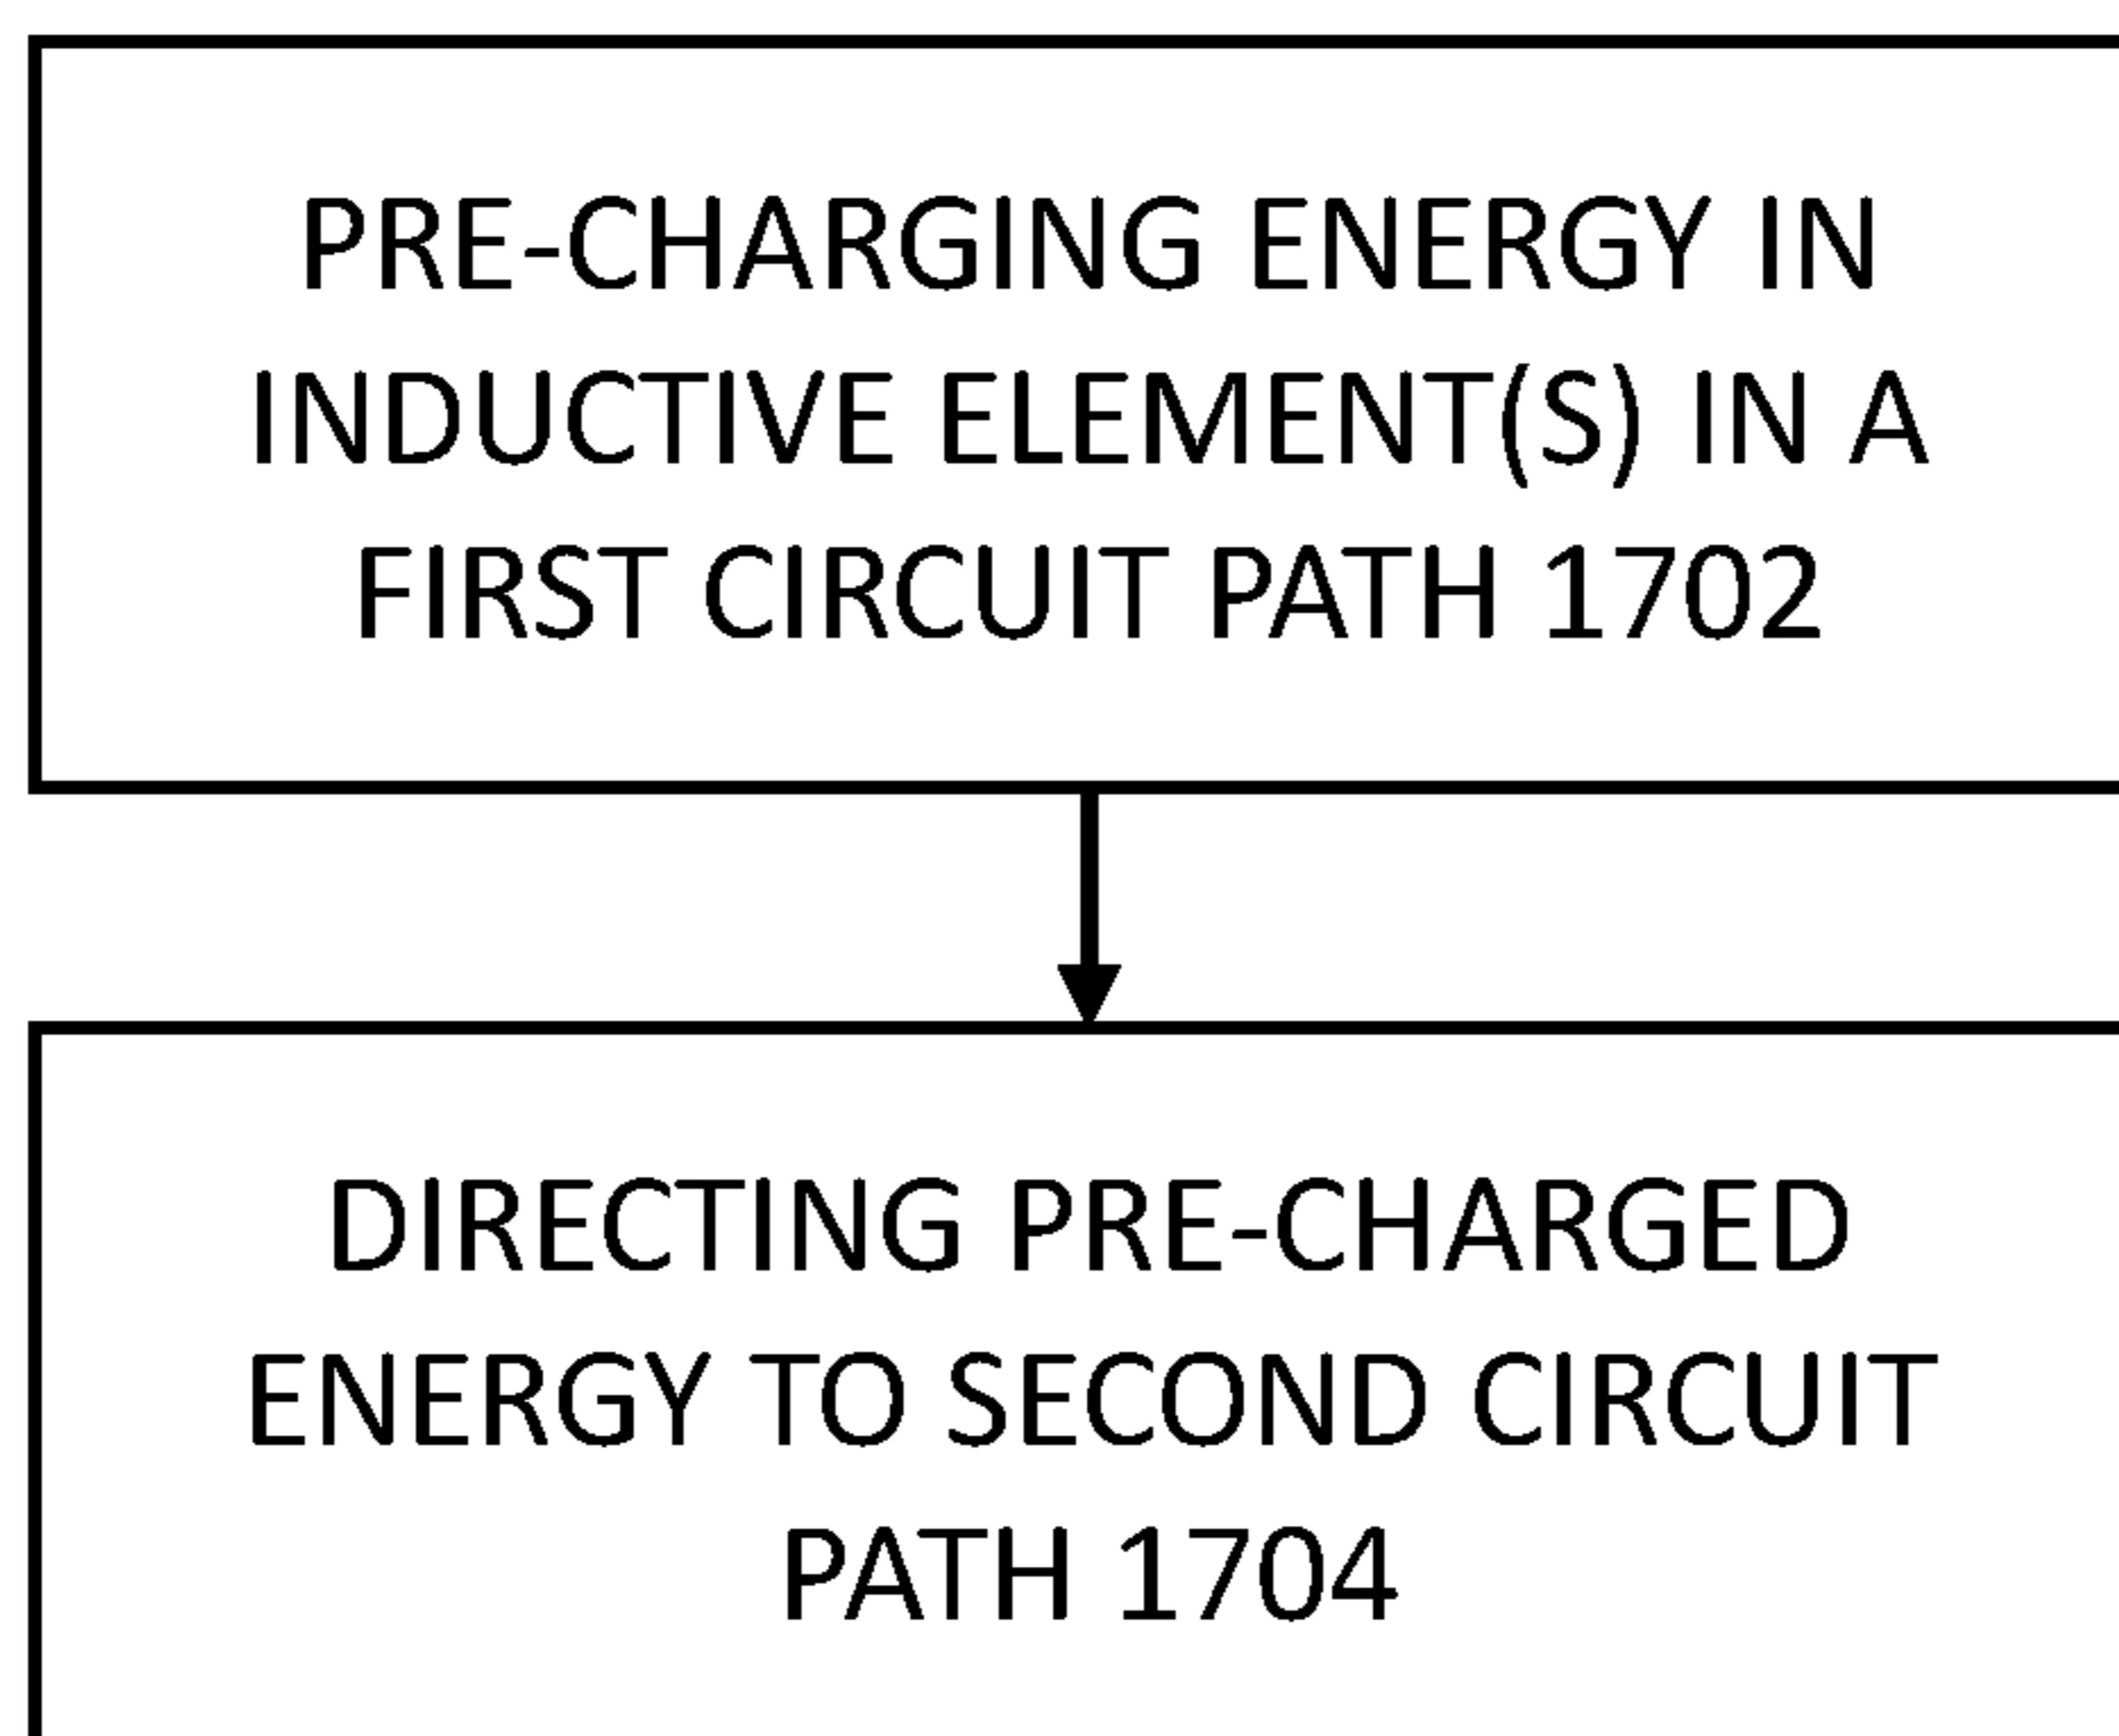 PRE-CHARGING ENERGY IN
INDUCTIVE ELEMENT(S) IN A
FIRST CIRCUIT PATH 1702
DIRECTING PRE-CHARGED
ENERGY TO SECOND CIRCUIT
PATH 1704